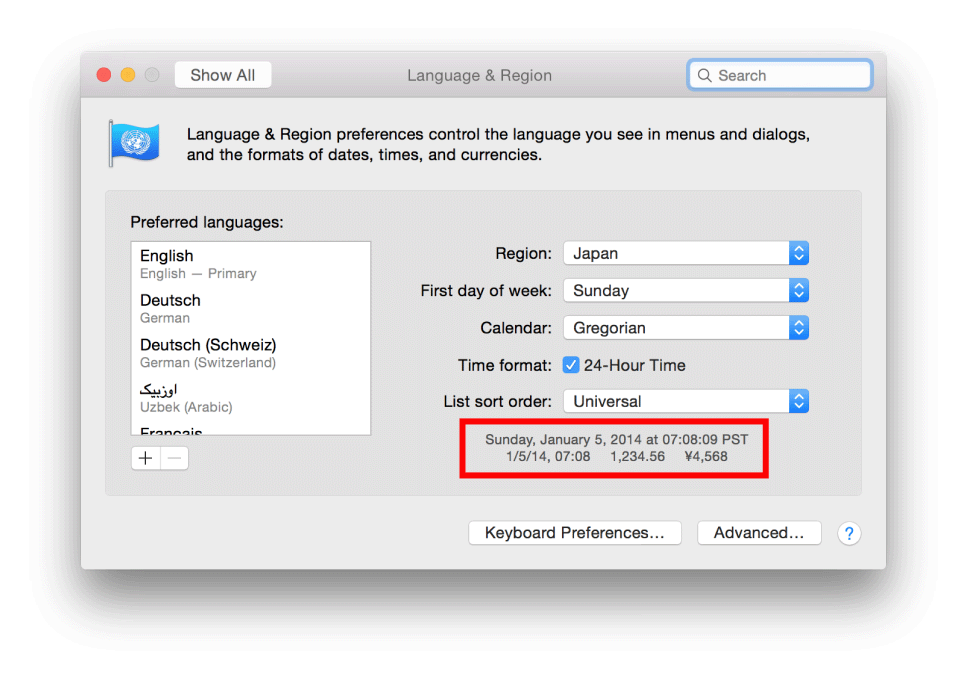 Show All
Language & Region
Search
Language & Region preferences control the language you see in menus and dialogs,
and the formats of dates, times, and currencies.
Preferred languages:
English
English — Primary
Deutsch
German
Deutsch (Schweiz)
German (Switzerland)
اوزبیک
Uzbek (Arabic)
Français
Region: Japan
First day of week: Sunday
Calendar: Gregorian
Time format: 24-Hour Time
List sort order: Universal
Sunday, January 5, 2014 at 07:08:09 PST
1/5/14, 07:08 1,234.56 ¥4,568
+ −
Keyboard Preferences...
Advanced...
?